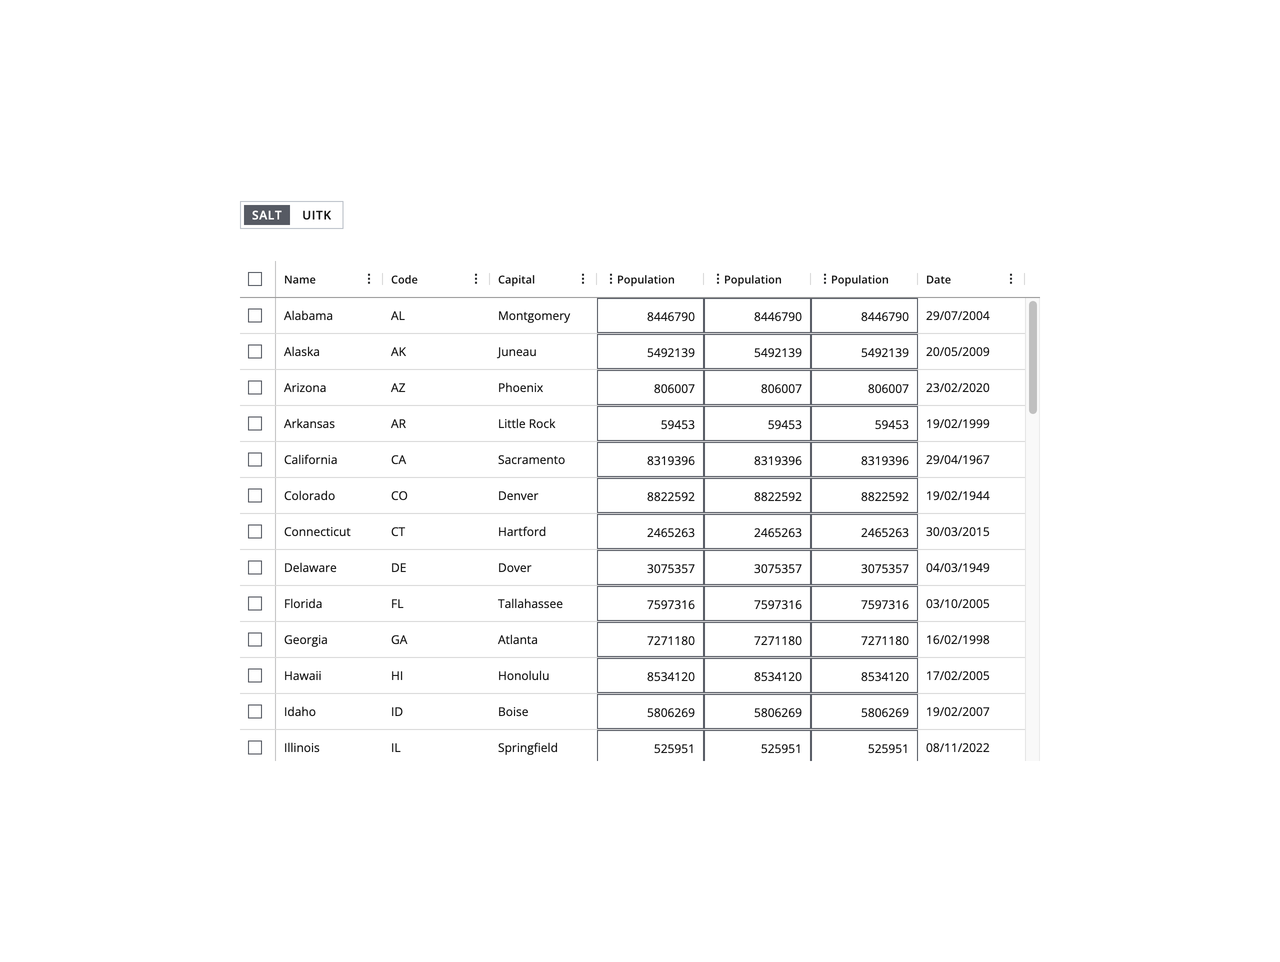 SALT UITK
Name Code Capital Population Population Population Date
Alabama AL Montgomery 8446790 8446790 8446790 29/07/2004
Alaska AK Juneau 5492139 5492139 5492139 20/05/2009
Arizona AZ Phoenix 806007 806007 806007 23/02/2020
Arkansas AR Little Rock 59453 59453 59453 19/02/1999
California CA Sacramento 8319396 8319396 8319396 29/04/1967
Colorado CO Denver 8822592 8822592 8822592 19/02/1944
Connecticut CT Hartford 2465263 2465263 2465263 30/03/2015
Delaware DE Dover 3075357 3075357 3075357 04/03/1949
Florida FL Tallahassee 7597316 7597316 7597316 03/10/2005
Georgia GA Atlanta 7271180 7271180 7271180 16/02/1998
Hawaii HI Honolulu 8534120 8534120 8534120 17/02/2005
Idaho ID Boise 5806269 5806269 5806269 19/02/2007
Illinois IL Springfield 525951 525951 525951 08/11/2022